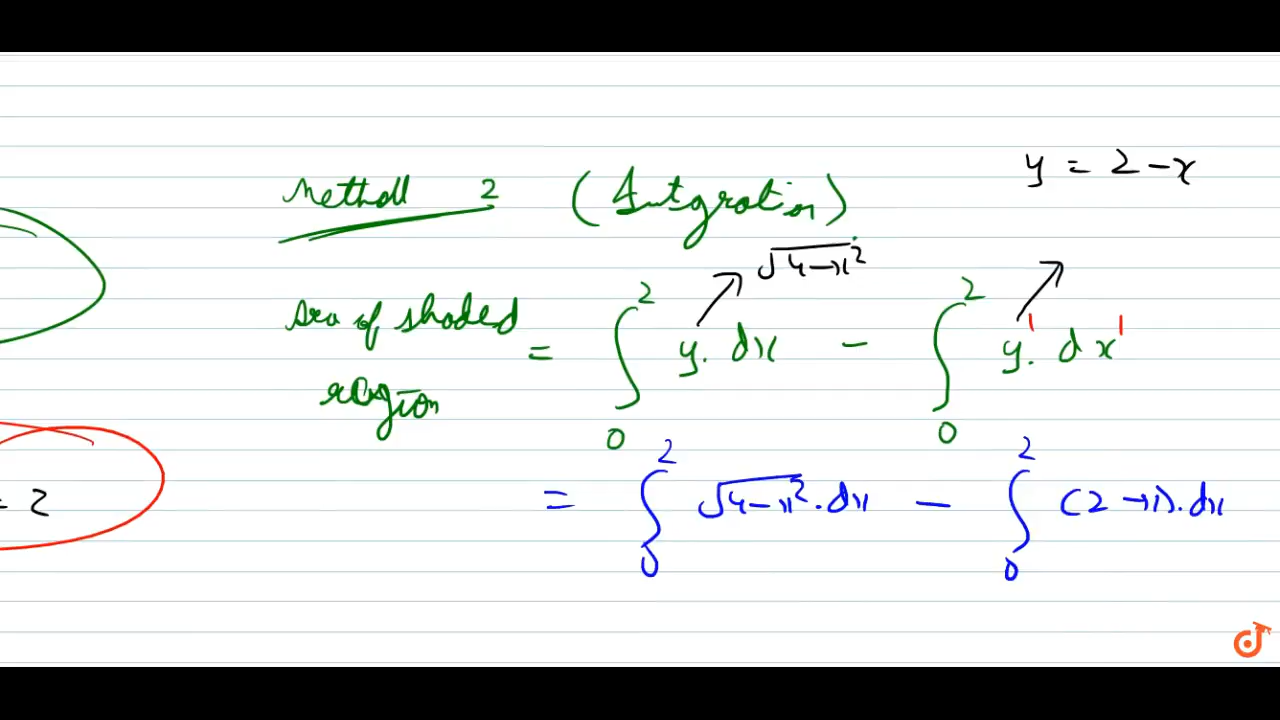 y = 2 - x
Method 2 (Intgration)
√4-x²
Area of shaded = ∫₀² y. dx - ∫₀² y'. dx'
region
= 2
= ∫₀² √4-x² . dx - ∫₀² (2-x). dx